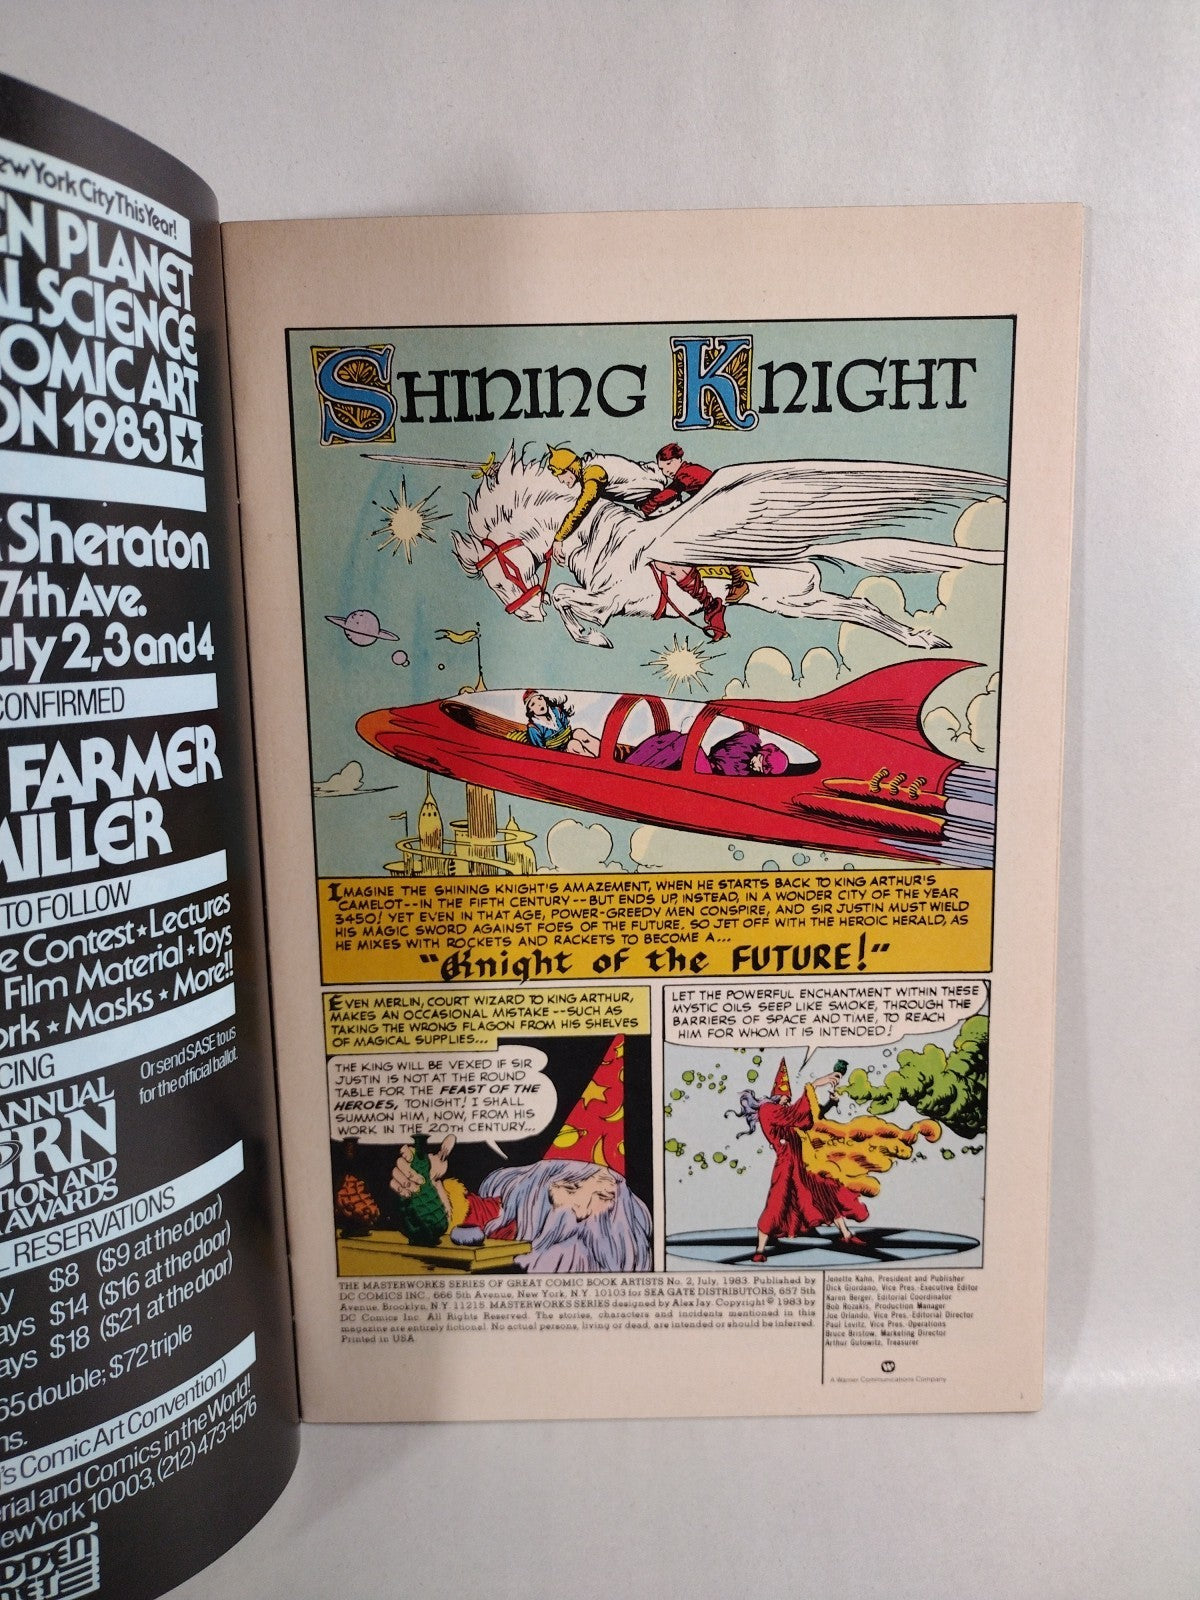 New York City This Year!
EN PLANET
AL SCIENCE
OMIC ART
ON 1983
Sheraton
7th Ave.
July 2, 3 and 4
CONFIRMED
FARMER
MILLER
TO FOLLOW
e Contest ★ Lectures
Film Material ★ Toys
ork ★ Masks ★ More!!
CING
Or send SASE to us
for the official ballot.
ANNUAL
TION AND
AWARDS
RESERVATIONS
y $8 ($9 at the door)
ays $14 ($16 at the door)
ays $18 ($21 at the door)
65 double; $72 triple
ns.
's Comic Art Convention)
erial and Comics in the World!
New York 10003, (212) 473-1576
SHINING KNIGHT
IMAGINE THE SHINING KNIGHT'S AMAZEMENT, WHEN HE STARTS BACK TO KING ARTHUR'S
CAMELOT--IN THE FIFTH CENTURY--BUT ENDS UP, INSTEAD, IN A WONDER CITY OF THE YEAR
3450! YET EVEN IN THAT AGE, POWER-GREEDY MEN CONSPIRE, AND SIR JUSTIN MUST WIELD
HIS MAGIC SWORD AGAINST FOES OF THE FUTURE. SO JET OFF WITH THE HEROIC HERALD, AS
HE MIXES WITH ROCKETS AND RACKETS TO BECOME A...
"Knight of the FUTURE!"
EVEN MERLIN, COURT WIZARD TO KING ARTHUR,
MAKES AN OCCASIONAL MISTAKE--SUCH AS
TAKING THE WRONG FLAGON FROM HIS SHELVES
OF MAGICAL SUPPLIES...
THE KING WILL BE VEXED IF SIR
JUSTIN IS NOT AT THE ROUND
TABLE FOR THE FEAST OF THE
HEROES, TONIGHT! I SHALL
SUMMON HIM, NOW, FROM HIS
WORK IN THE 20TH CENTURY...
LET THE POWERFUL ENCHANTMENT WITHIN THESE
MYSTIC OILS SEEP LIKE SMOKE, THROUGH THE
BARRIERS OF SPACE AND TIME, TO REACH
HIM FOR WHOM IT IS INTENDED!
THE MASTERWORKS SERIES OF GREAT COMIC BOOK ARTISTS No. 2, July, 1983. Published by
DC COMICS INC., 666 5th Avenue, New York, N.Y. 10103 for SEA GATE DISTRIBUTORS, 657 5th
Avenue, Brooklyn, N.Y. 11215. MASTERWORKS SERIES designed by Alex Jay. Copyright © 1983 by
DC Comics Inc. All Rights Reserved. The stories, characters and incidents mentioned in this
magazine are entirely fictional. No actual persons, living or dead, are intended or should be inferred.
Printed in USA.
Jenette Kahn, President and Publisher
Dick Giordano, Vice Pres.-Executive Editor
Karen Berger, Editorial Coordinator
Bob Rozakis, Production Manager
Joe Orlando, Vice Pres. Editorial Director
Paul Levitz, Vice Pres.-Operations
Bruce Bristow, Marketing Director
Arthur Gutowitz, Treasurer
A Warner Communications Company
1